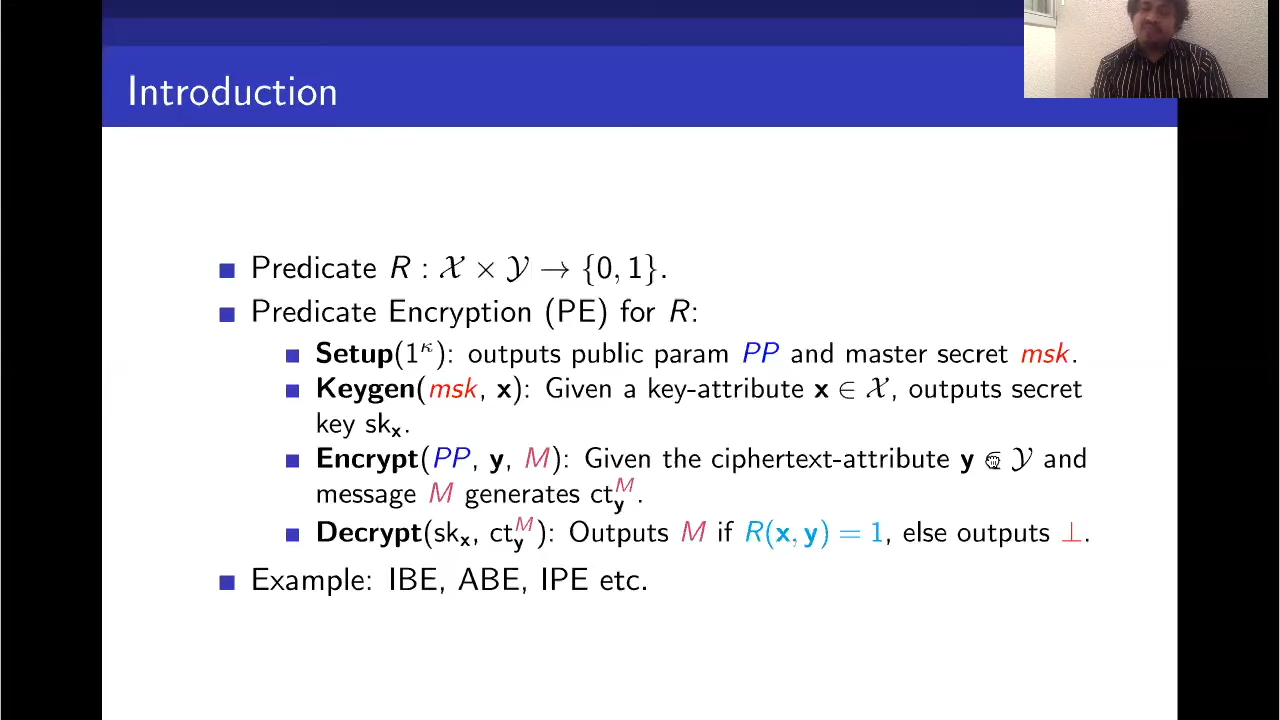 Introduction
Predicate R : 𝒳 × 𝒴 → {0, 1}.
Predicate Encryption (PE) for R:
Setup(1^κ): outputs public param PP and master secret msk.
Keygen(msk, x): Given a key-attribute x ∈ 𝒳, outputs secret
key sk_x.
Encrypt(PP, y, M): Given the ciphertext-attribute y ∈ 𝒴 and
message M generates ct_y^M.
Decrypt(sk_x, ct_y^M): Outputs M if R(x, y) = 1, else outputs ⊥.
Example: IBE, ABE, IPE etc.